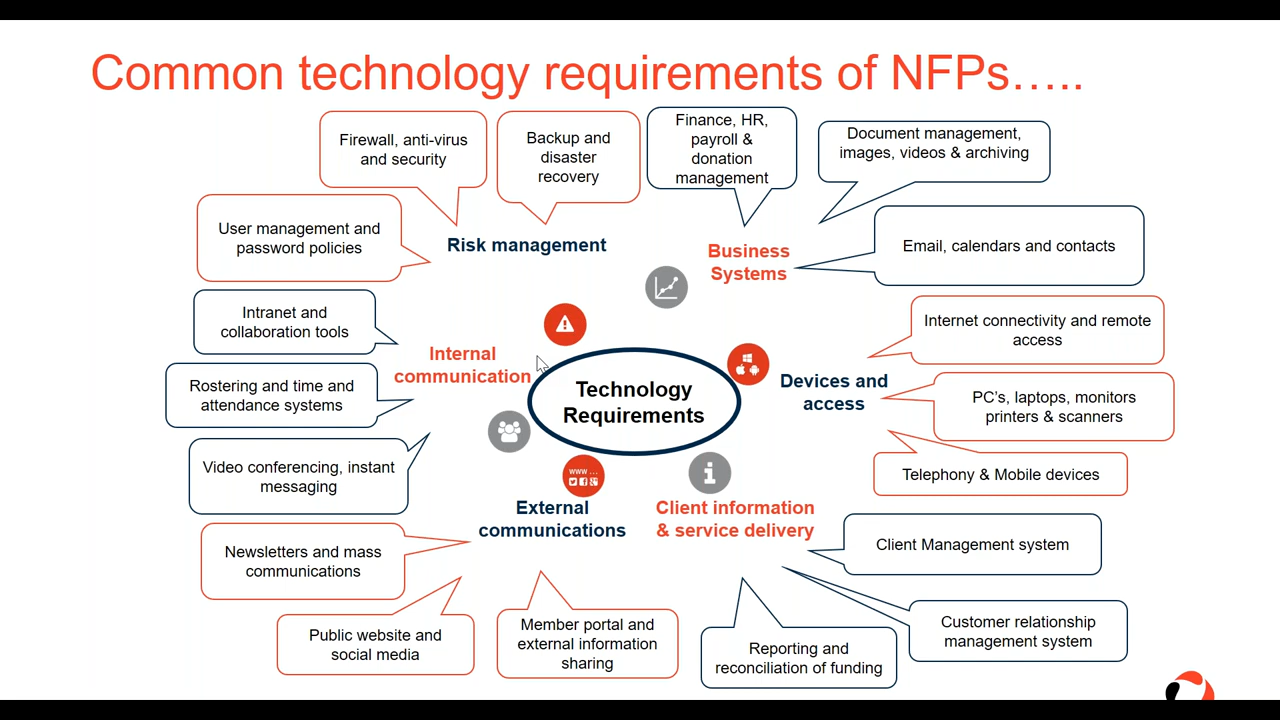 Common technology requirements of NFPs…..
Firewall, anti-virus
and security
Backup and
disaster
recovery
Finance, HR,
payroll &
donation
management
Document management,
images, videos & archiving
User management and
password policies
Risk management
Business
Systems
Email, calendars and contacts
Intranet and
collaboration tools
Internal
communication
Internet connectivity and remote
access
Rostering and time and
attendance systems
Technology
Requirements
Devices and
access
PC’s, laptops, monitors
printers & scanners
Video conferencing, instant
messaging
www ...
Telephony & Mobile devices
External
communications
Client information
& service delivery
Newsletters and mass
communications
Client Management system
Public website and
social media
Member portal and
external information
sharing
Reporting and
reconciliation of funding
Customer relationship
management system